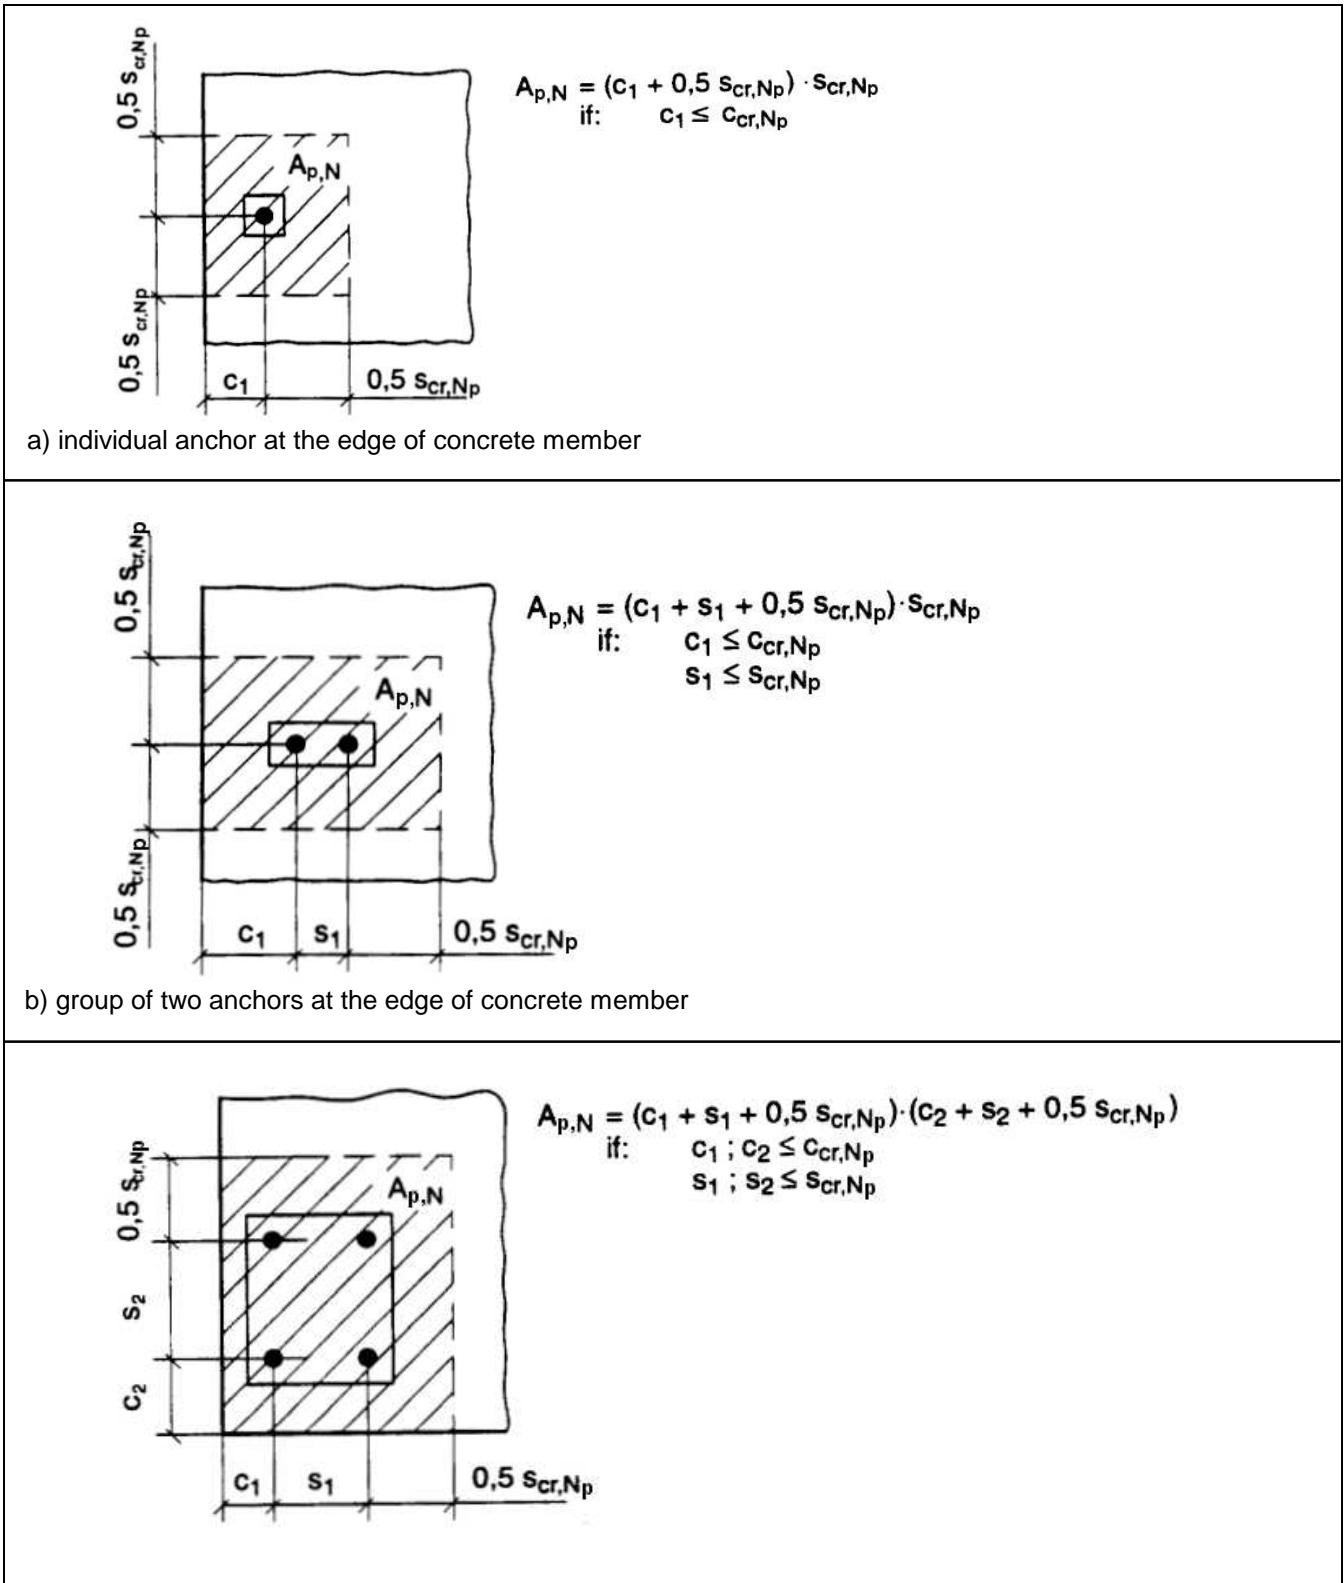 0,5 scr,Np
0,5 scr,Np
Ap,N
c1
0,5 scr,Np
Ap,N = (c1 + 0,5 scr,Np) · scr,Np
if: c1 ≤ ccr,Np
a) individual anchor at the edge of concrete member
0,5 scr,Np
0,5 scr,Np
Ap,N
c1
s1
0,5 scr,Np
Ap,N = (c1 + s1 + 0,5 scr,Np)·scr,Np
if: c1 ≤ ccr,Np
s1 ≤ scr,Np
b) group of two anchors at the edge of concrete member
0,5 scr,Np
s2
c2
Ap,N
c1
s1
0,5 scr,Np
Ap,N = (c1 + s1 + 0,5 scr,Np)·(c2 + s2 + 0,5 scr,Np)
if: c1 ; c2 ≤ ccr,Np
s1 ; s2 ≤ scr,Np